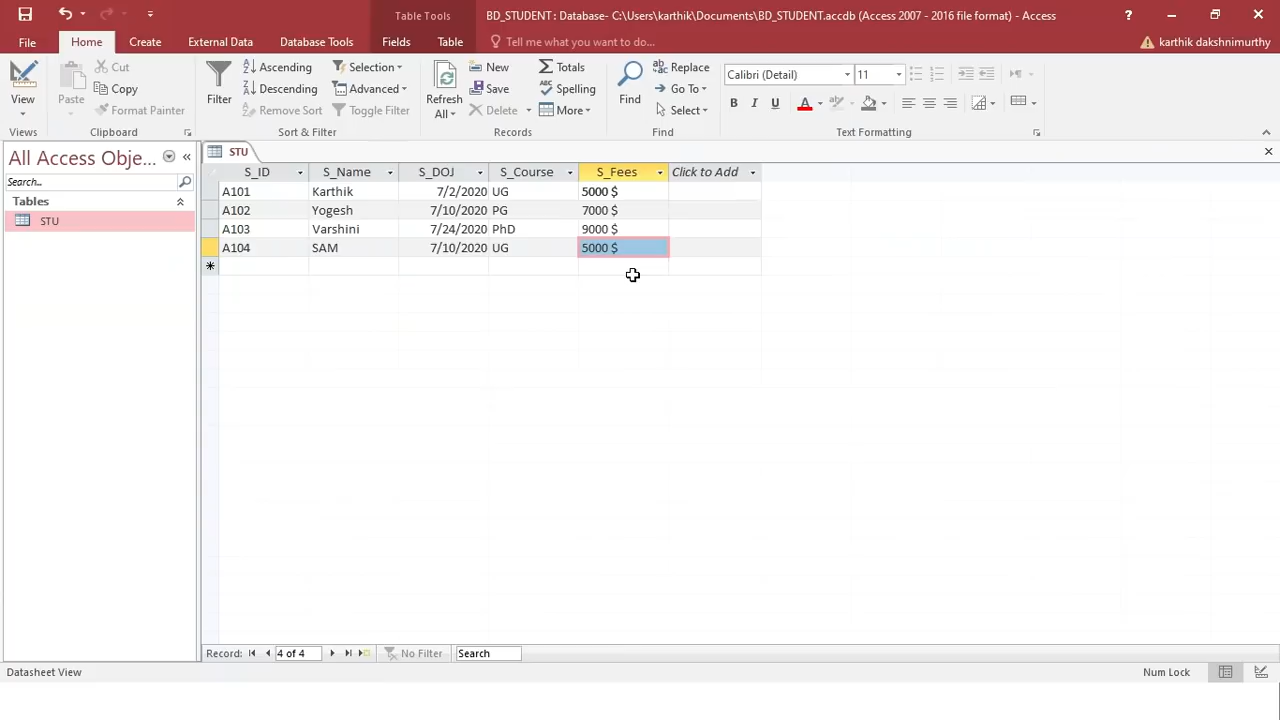 Table Tools
BD_STUDENT : Database- C:\Users\karthik\Documents\BD_STUDENT.accdb (Access 2007 - 2016 file format) - Access
?
File Home Create External Data Database Tools Fields Table Tell me what you want to do... karthik dakshnimurthy
View
Views
Paste
Cut
Copy
Format Painter
Clipboard
Filter
Ascending
Descending
Remove Sort
Selection
Advanced
Toggle Filter
Sort & Filter
Refresh
All
New
Save
Delete
Totals
Spelling
More
Records
Find
Replace
Go To
Select
Find
Calibri (Detail) 11
B I U A
Text Formatting
All Access Obje...
Search...
Tables
STU
STU
S_ID S_Name S_DOJ S_Course S_Fees Click to Add
A101 Karthik 7/2/2020 UG 5000 $
A102 Yogesh 7/10/2020 PG 7000 $
A103 Varshini 7/24/2020 PhD 9000 $
A104 SAM 7/10/2020 UG 5000 $
Record: 4 of 4 No Filter Search
Datasheet View Num Lock